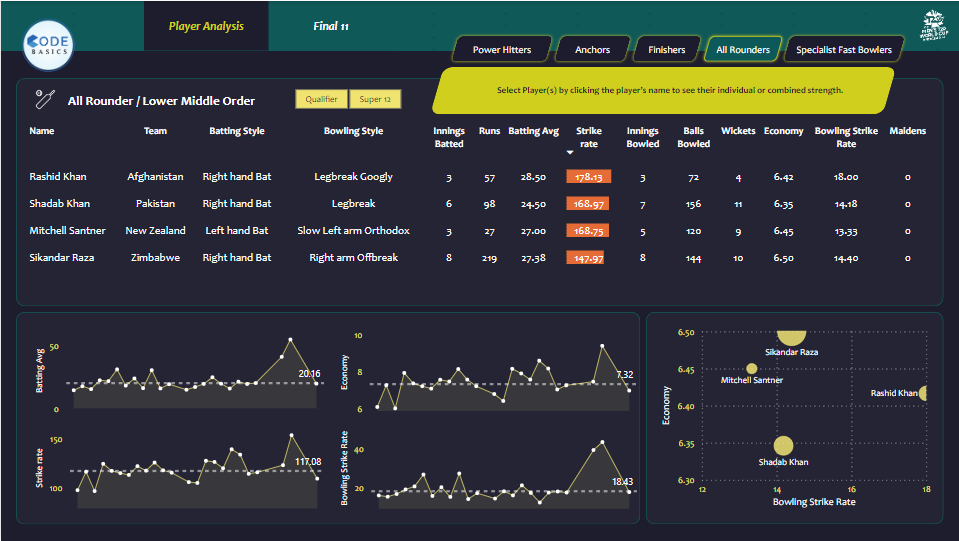 CODE
BASICS
Player Analysis
Final 11
Power Hitters
Anchors
Finishers
All Rounders
Specialist Fast Bowlers
All Rounder / Lower Middle Order
Qualifier
Super 12
Select Player(s) by clicking the player's name to see their individual or combined strength.
Name Team Batting Style Bowling Style Innings Batted Runs Batting Avg Strike rate Innings Bowled Balls Bowled Wickets Economy Bowling Strike Rate Maidens
Rashid Khan Afghanistan Right hand Bat Legbreak Googly 3 57 28.50 178.13 3 72 4 6.42 18.00 0
Shadab Khan Pakistan Right hand Bat Legbreak 6 98 24.50 168.97 7 156 11 6.35 14.18 0
Mitchell Santner New Zealand Left hand Bat Slow Left arm Orthodox 3 27 27.00 168.75 5 120 9 6.45 13.33 0
Sikandar Raza Zimbabwe Right hand Bat Right arm Offbreak 8 219 27.38 147.97 8 144 10 6.50 14.40 0
Batting Avg
50
0
20.16
Economy
10
8
6
7.32
Strike rate
150
100
117.08
Bowling Strike Rate
40
20
18.43
Economy
6.50
6.45
6.40
6.35
6.30
Sikandar Raza
Mitchell Santner
Rashid Khan
Shadab Khan
12 14 16 18
Bowling Strike Rate